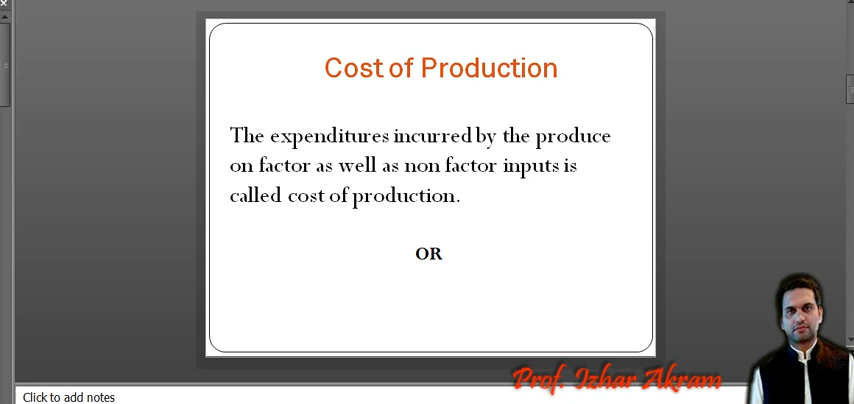 Cost of Production
The expenditures incurred by the produce
on factor as well as non factor inputs is
called cost of production.
OR
Prof. Izhar Akram
Click to add notes